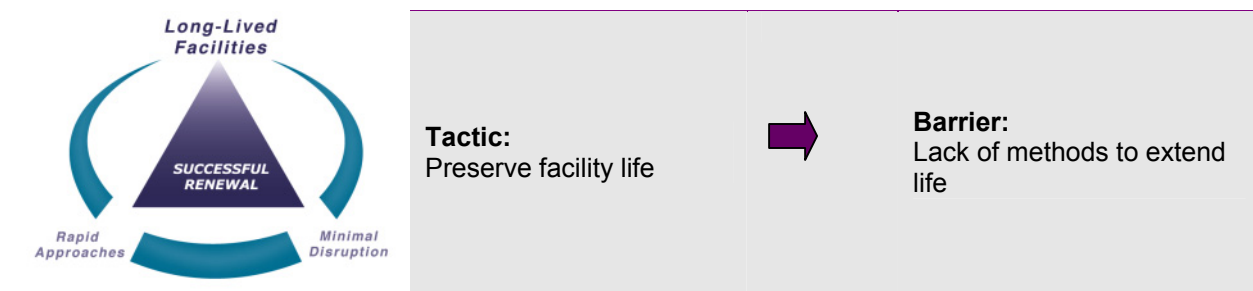 Long-Lived
Facilities
SUCCESSFUL
RENEWAL
Rapid
Approaches
Minimal
Disruption
Tactic:
Preserve facility life
Barrier:
Lack of methods to extend
life